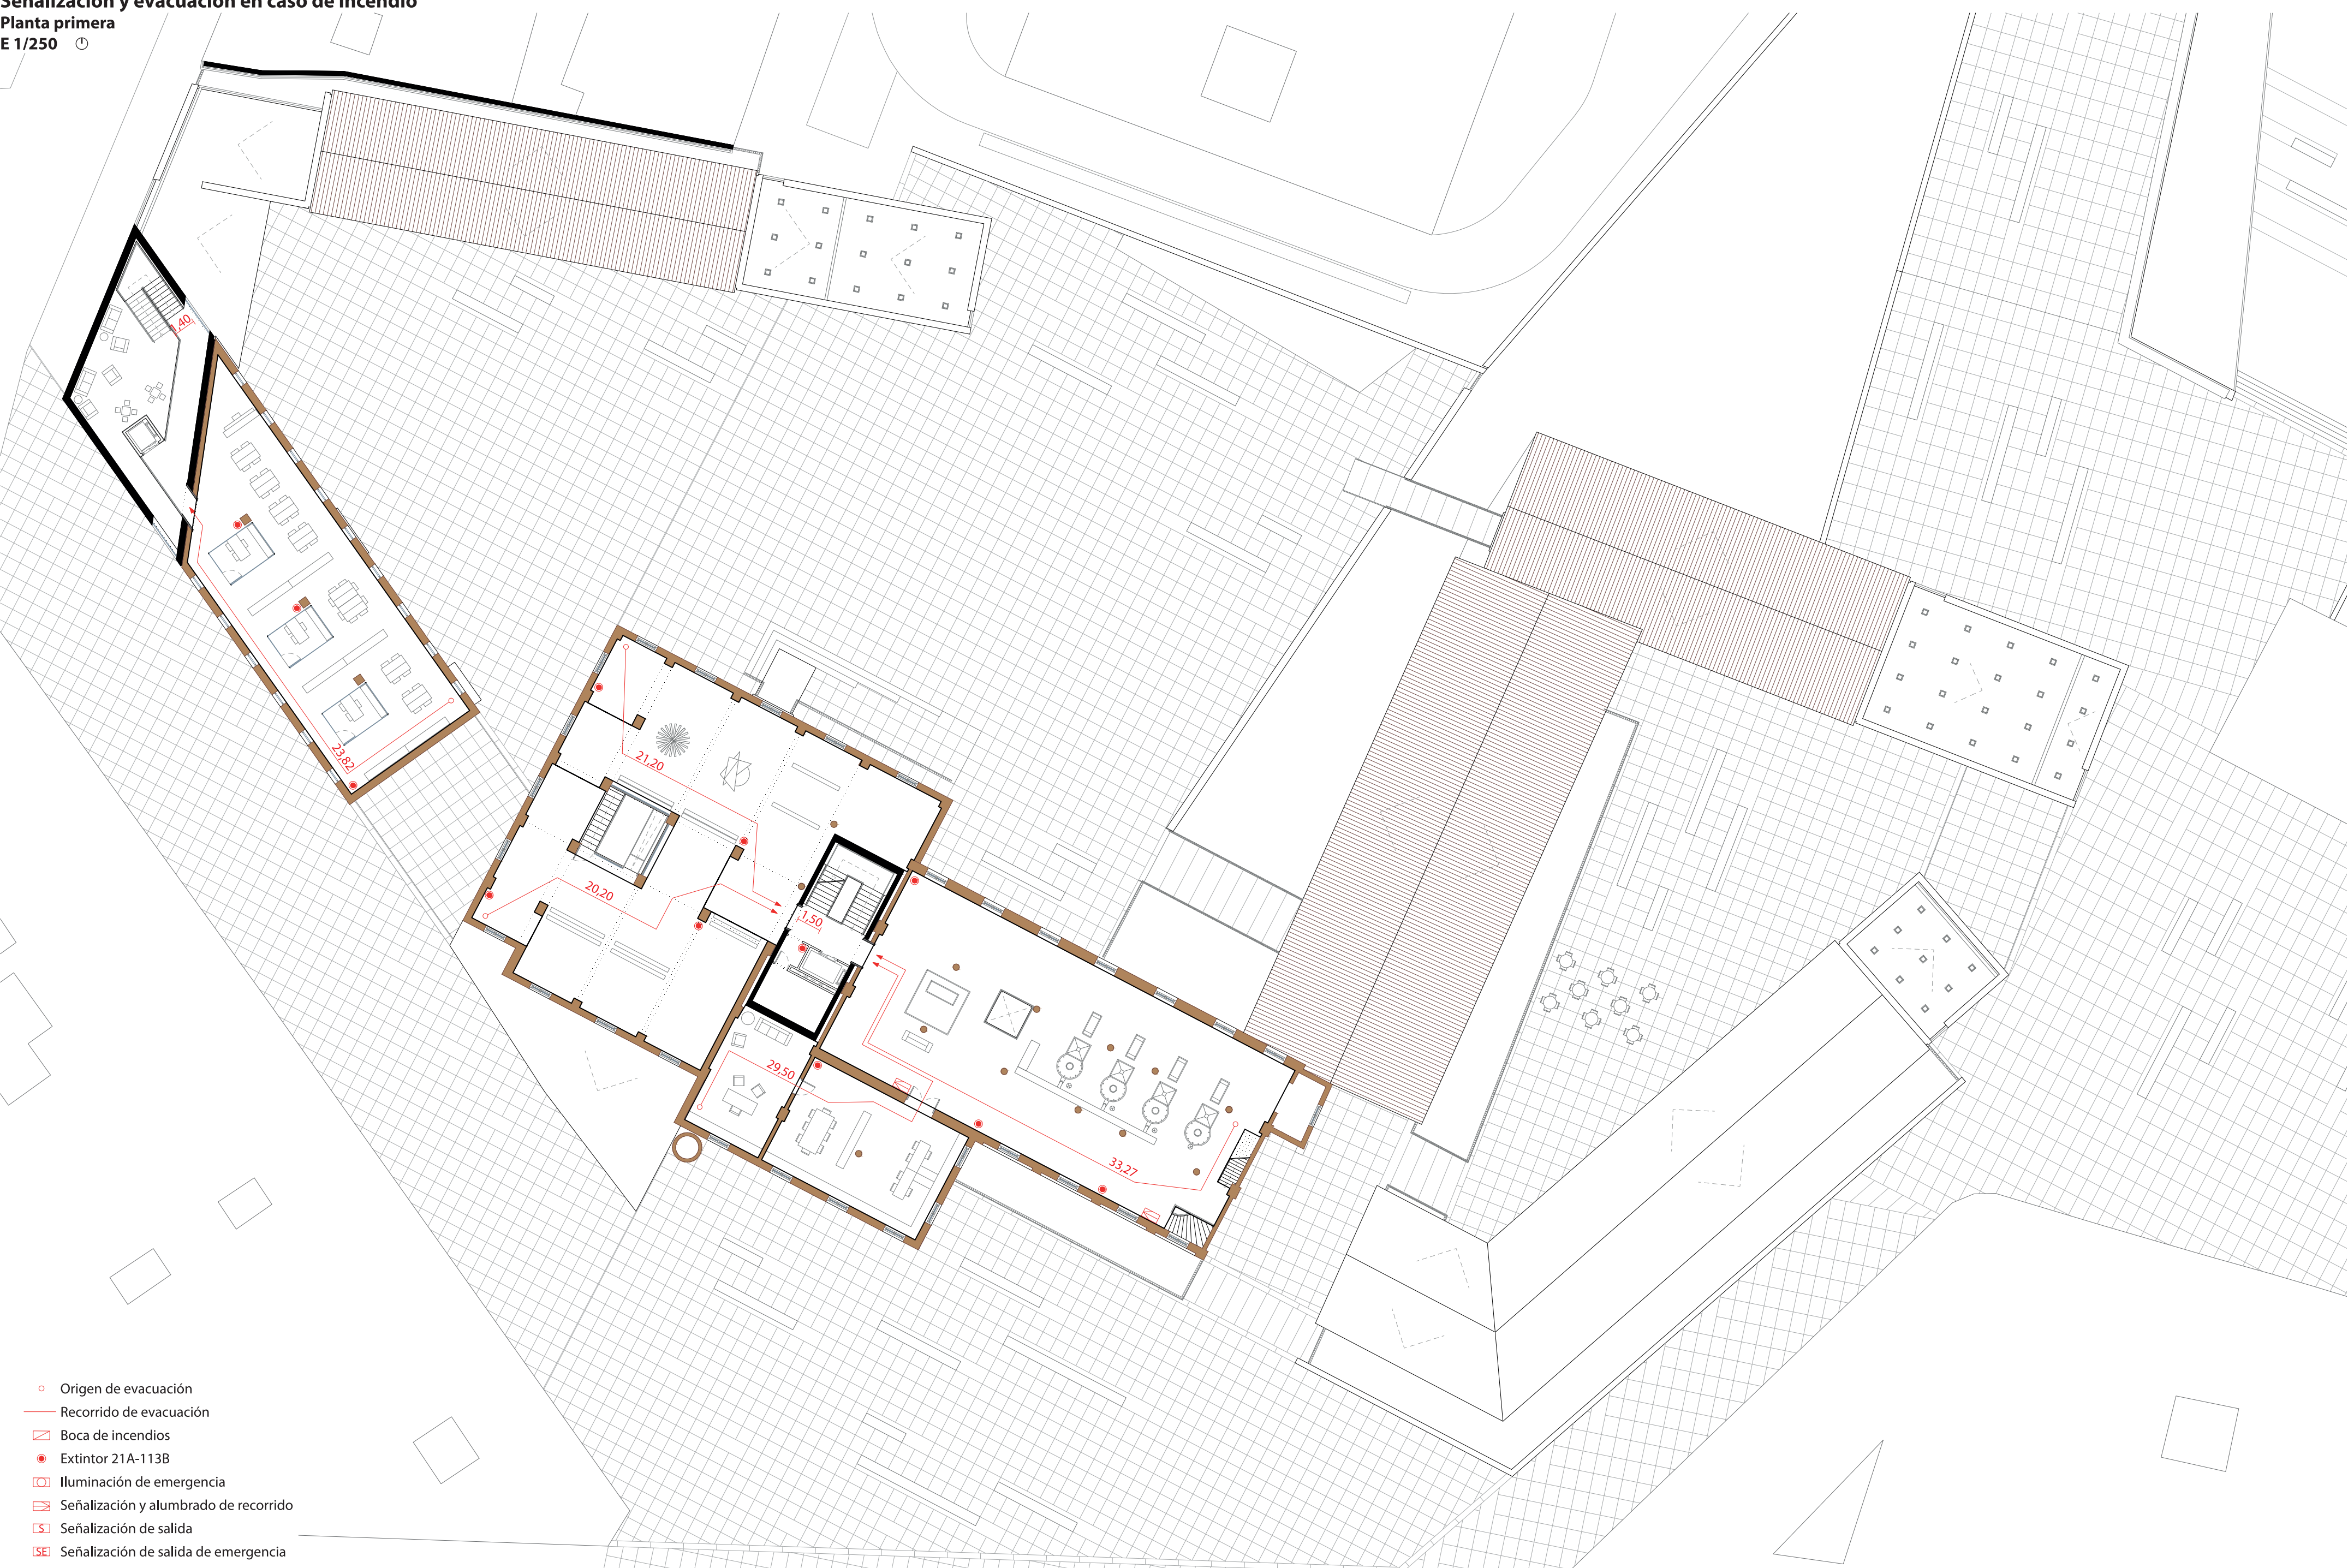 Señalización y evacuación en caso de incendio
Planta primera
E 1/250
1,40
23,82
21,20
20,20
1,50
29,50
33,27
Origen de evacuación
Recorrido de evacuación
Boca de incendios
Extintor 21A-113B
Iluminación de emergencia
Señalización y alumbrado de recorrido
S Señalización de salida
SE Señalización de salida de emergencia